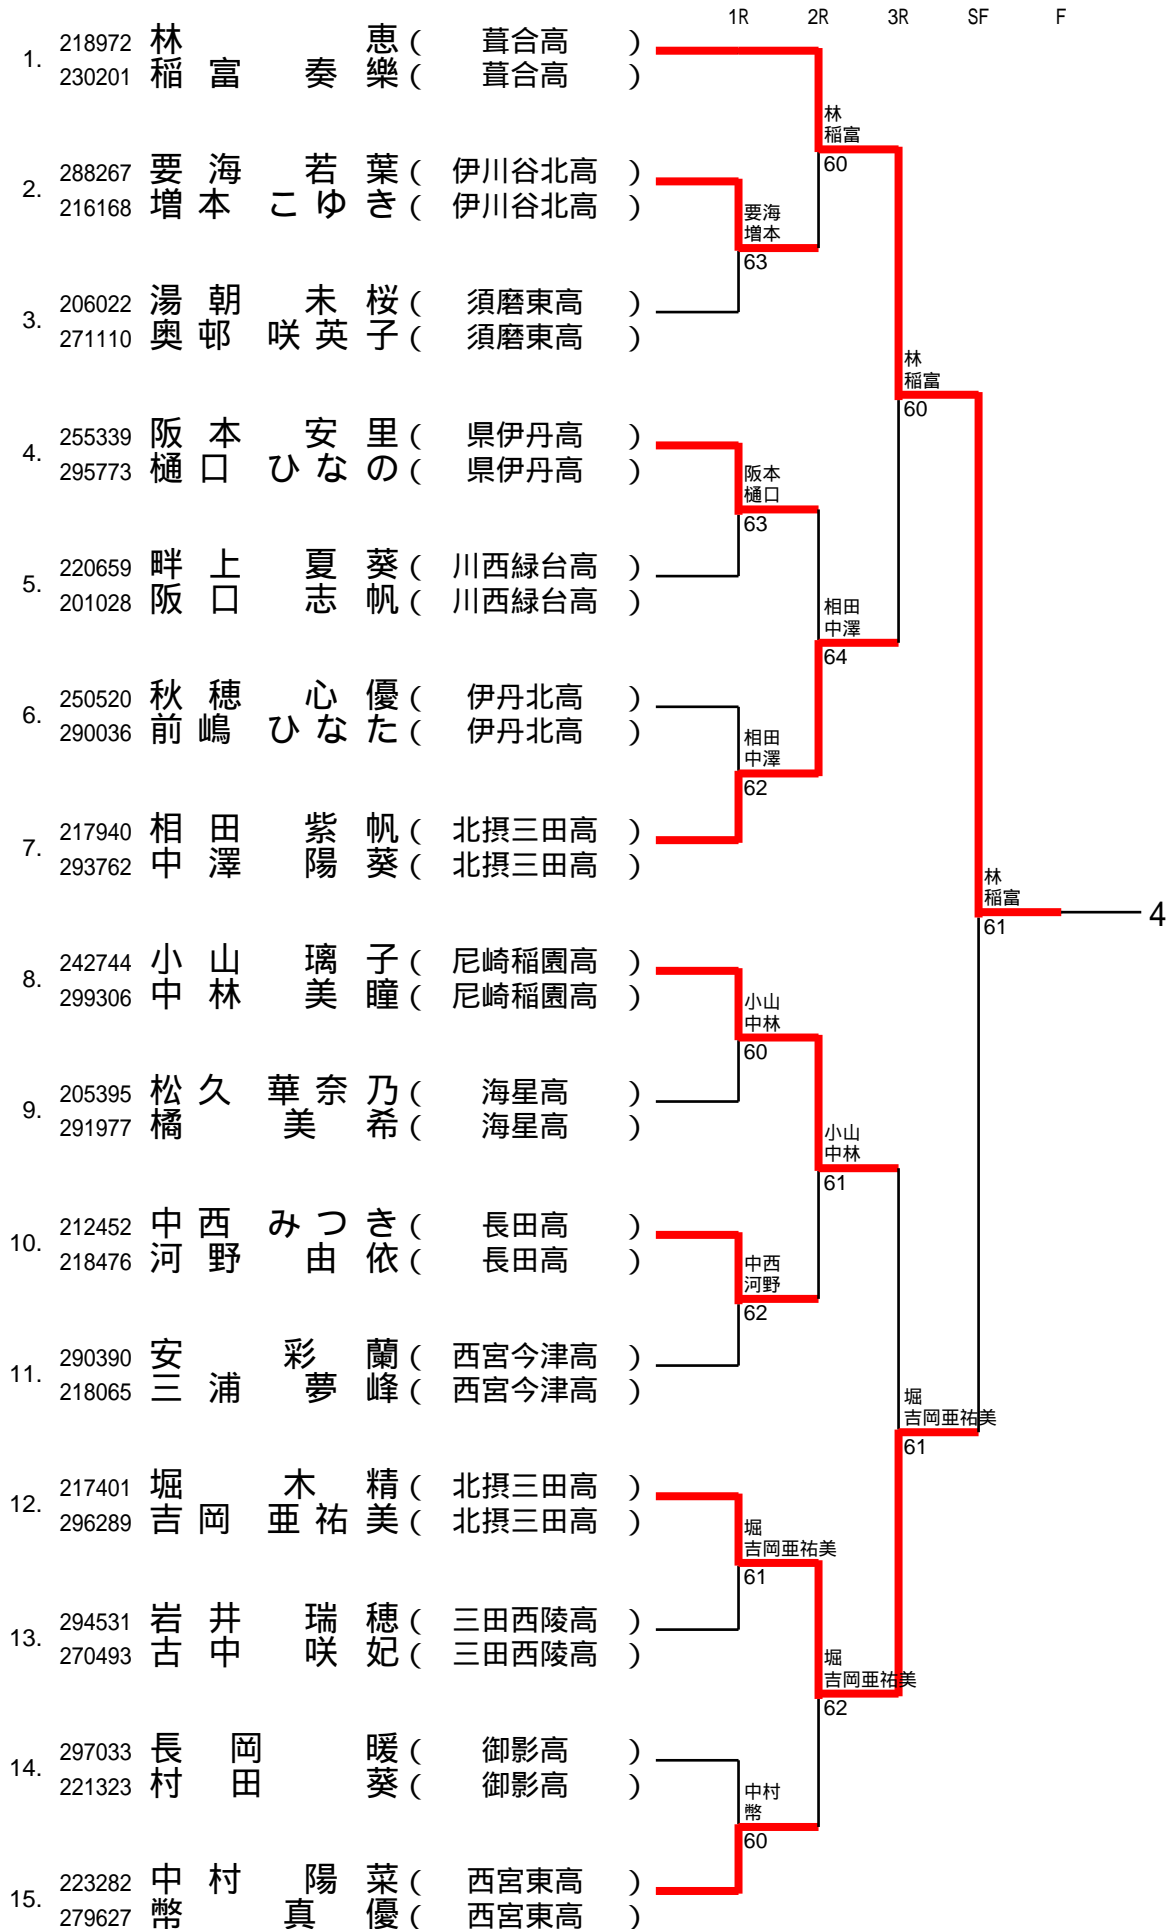 1R 2R 3R SF F
1. 218972 林 恵 ( 葺合高 )
230201 稲富 奏樂 ( 葺合高 )
林
稲富
60
2. 288267 要海 若葉 ( 伊川谷北高 )
216168 増本 こゆき ( 伊川谷北高 )
要海
増本
63
3. 206022 湯朝 未桜 ( 須磨東高 )
271110 奥邨 咲英子 ( 須磨東高 )
林
稲富
60
4. 255339 阪本 安里 ( 県伊丹高 )
295773 樋口 ひなの ( 県伊丹高 )
阪本
樋口
63
5. 220659 畔上 夏葵 ( 川西緑台高 )
201028 阪口 志帆 ( 川西緑台高 )
相田
中澤
64
6. 250520 秋穂 心優 ( 伊丹北高 )
290036 前嶋 ひなた ( 伊丹北高 )
相田
中澤
62
7. 217940 相田 紫帆 ( 北摂三田高 )
293762 中澤 陽葵 ( 北摂三田高 )
林
稲富
61
4
8. 242744 小山 璃子 ( 尼崎稲園高 )
299306 中林 美瞳 ( 尼崎稲園高 )
小山
中林
60
9. 205395 松久 華奈乃 ( 海星高 )
291977 橘 美希 ( 海星高 )
小山
中林
61
10. 212452 中西 みつき ( 長田高 )
218476 河野 由依 ( 長田高 )
中西
河野
62
11. 290390 安 彩蘭 ( 西宮今津高 )
218065 三浦 夢峰 ( 西宮今津高 )
堀
吉岡亜祐美
61
12. 217401 堀 木精 ( 北摂三田高 )
296289 吉岡 亜祐美 ( 北摂三田高 )
堀
吉岡亜祐美
61
13. 294531 岩井 瑞穂 ( 三田西陵高 )
270493 古中 咲妃 ( 三田西陵高 )
堀
吉岡亜祐美
62
14. 297033 長岡 暖 ( 御影高 )
221323 村田 葵 ( 御影高 )
中村
幣
60
15. 223282 中村 陽菜 ( 西宮東高 )
279627 幣 真優 ( 西宮東高 )